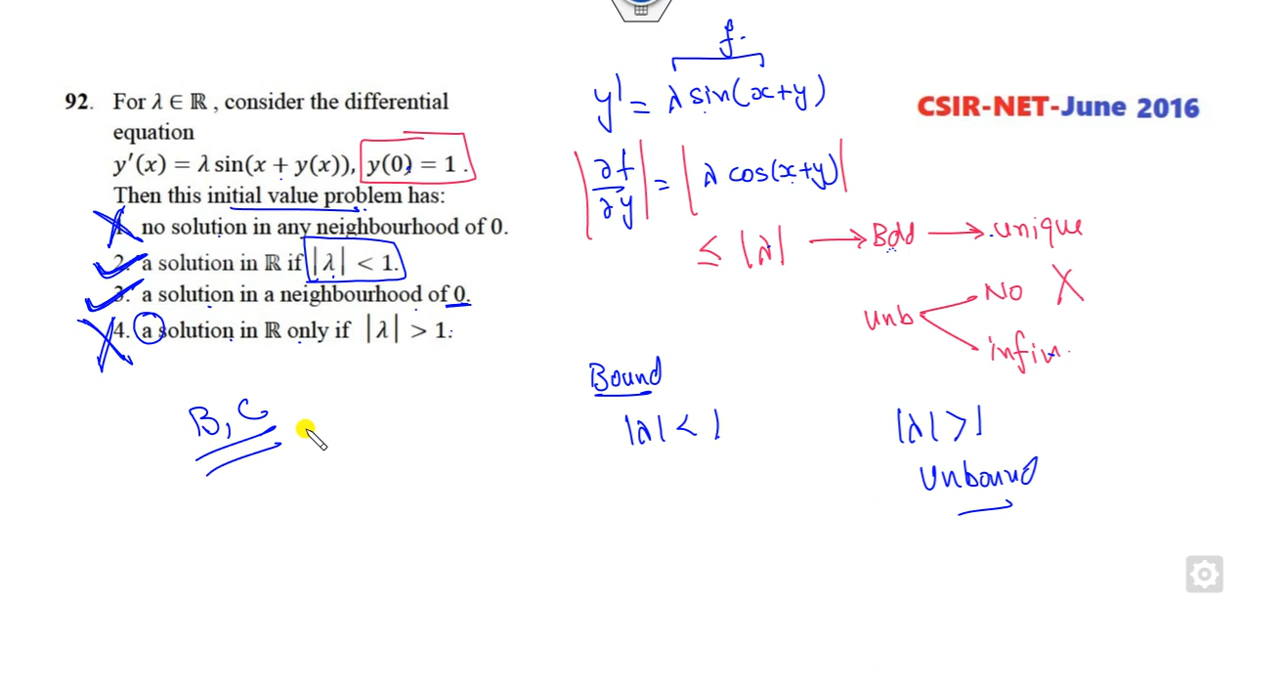 92. For λ ∈ ℝ, consider the differential
equation
y′(x) = λ sin(x + y(x)), y(0) = 1.
Then this initial value problem has:
1. no solution in any neighbourhood of 0.
2. a solution in ℝ if |λ| < 1.
3. a solution in a neighbourhood of 0.
4. a solution in ℝ only if |λ| > 1.
B, C
f.
y' = λ sin(x+y)
CSIR-NET-June 2016
|∂f/∂y| = |λ cos(x+y)|
≤ |λ| → Bdd → unique
Unb
No X
infin.
Bound
|λ| < 1
|λ| > 1
Unbound